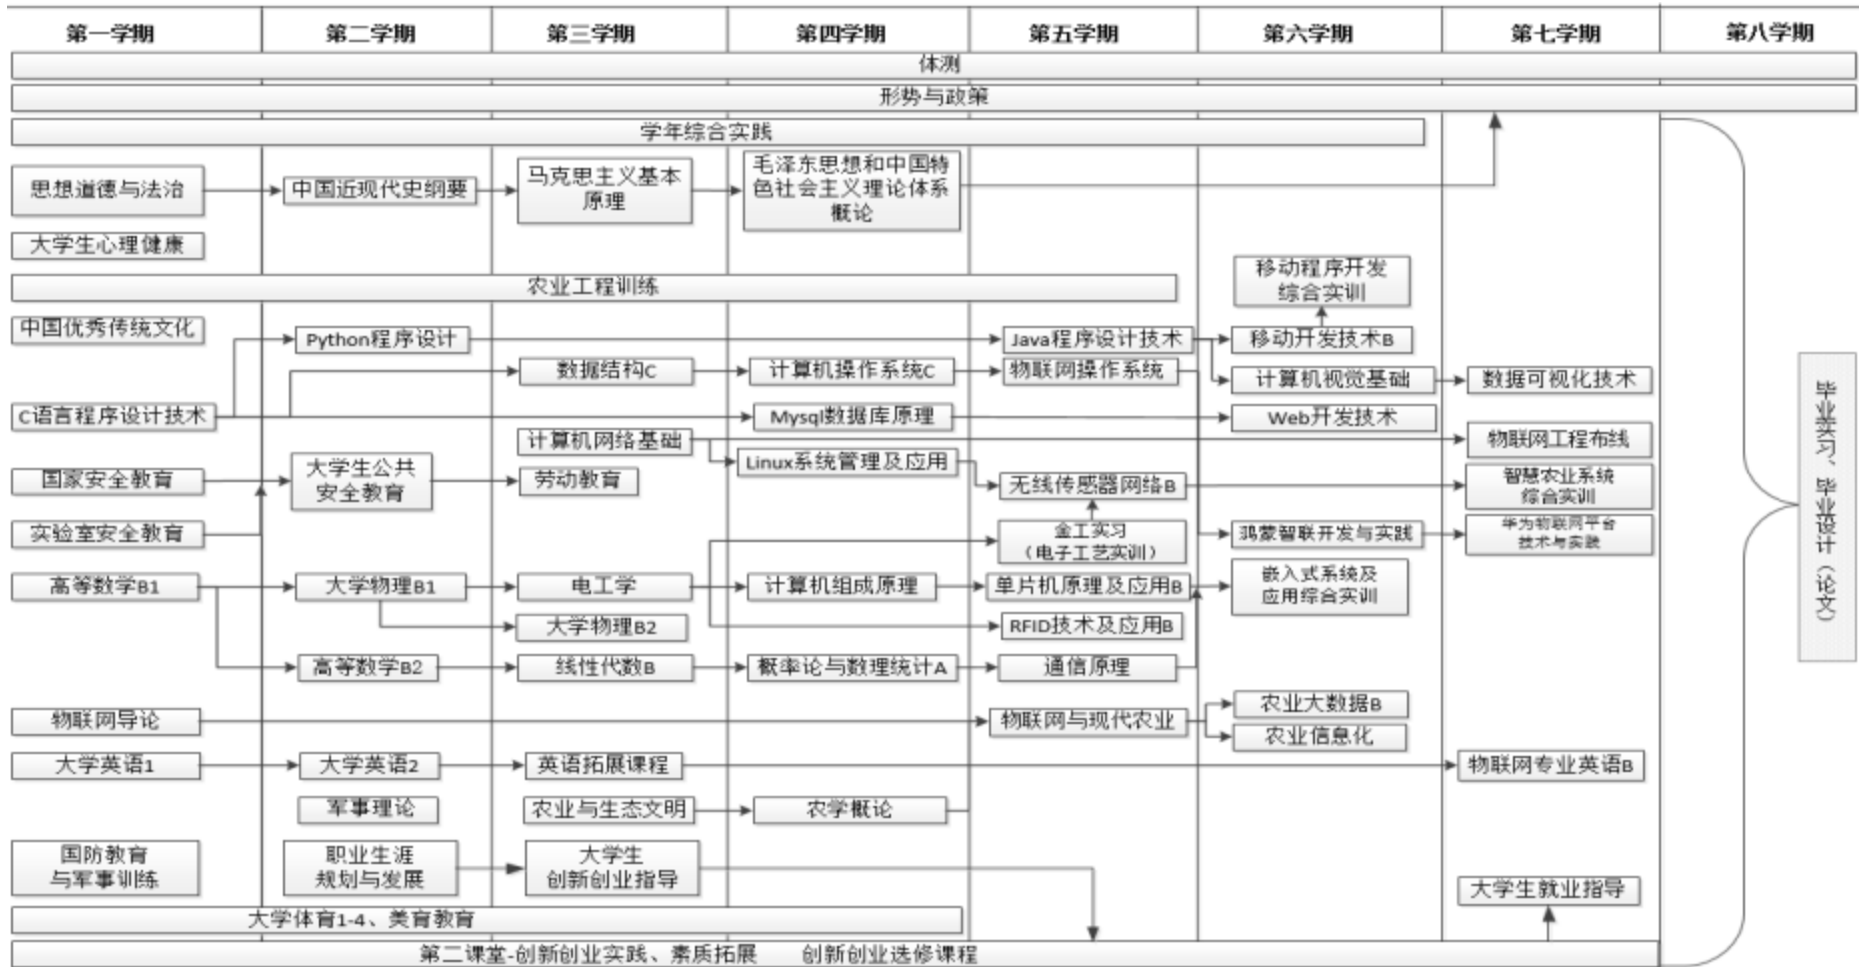 第一学期
第二学期
第三学期
第四学期
第五学期
第六学期
第七学期
第八学期
体测
形势与政策
学年综合实践
思想道德与法治
中国近现代史纲要
马克思主义基本
原理
毛泽东思想和中国特
色社会主义理论体系
概论
大学生心理健康
农业工程训练
移动程序开发
综合实训
中国优秀传统文化
Python程序设计
Java程序设计技术
移动开发技术B
数据结构C
计算机操作系统C
物联网操作系统
计算机视觉基础
数据可视化技术
C语言程序设计技术
Mysql数据库原理
Web开发技术
计算机网络基础
物联网工程布线
Linux系统管理及应用
国家安全教育
大学生公共
安全教育
劳动教育
无线传感器网络B
智慧农业系统
综合实训
实验室安全教育
金工实习
（电子工艺实训）
鸿蒙智联开发与实践
华为物联网平台
技术与实践
高等数学B1
大学物理B1
电工学
计算机组成原理
单片机原理及应用B
嵌入式系统及
应用综合实训
大学物理B2
RFID技术及应用B
高等数学B2
线性代数B
概率论与数理统计A
通信原理
物联网导论
物联网与现代农业
农业大数据B
农业信息化
大学英语1
大学英语2
英语拓展课程
物联网专业英语B
军事理论
农业与生态文明
农学概论
国防教育
与军事训练
职业生涯
规划与发展
大学生
创新创业指导
大学生就业指导
大学体育1-4、美育教育
第二课堂-创新创业实践、素质拓展 创新创业选修课程
毕业实习、毕业设计（论文）